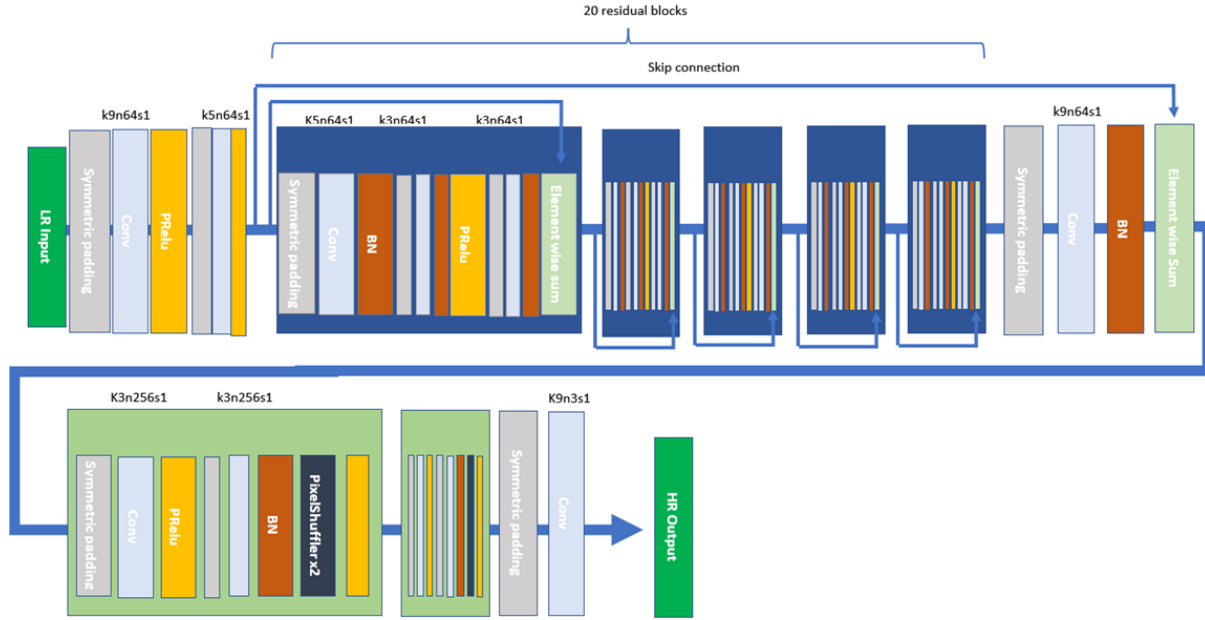 20 residual blocks
Skip connection
k9n64s1
k5n64s1
K5n64s1
k3n64s1
k3n64s1
k9n64s1
LR Input
Symmetric padding
Conv
PRelu
Symmetric padding
Conv
BN
PRelu
Element wise sum
Symmetric padding
Conv
BN
Element wise Sum
K3n256s1
k3n256s1
K9n3s1
Symmetric padding
Conv
PRelu
BN
PixelShuffler x2
Symmetric padding
Conv
HR Output